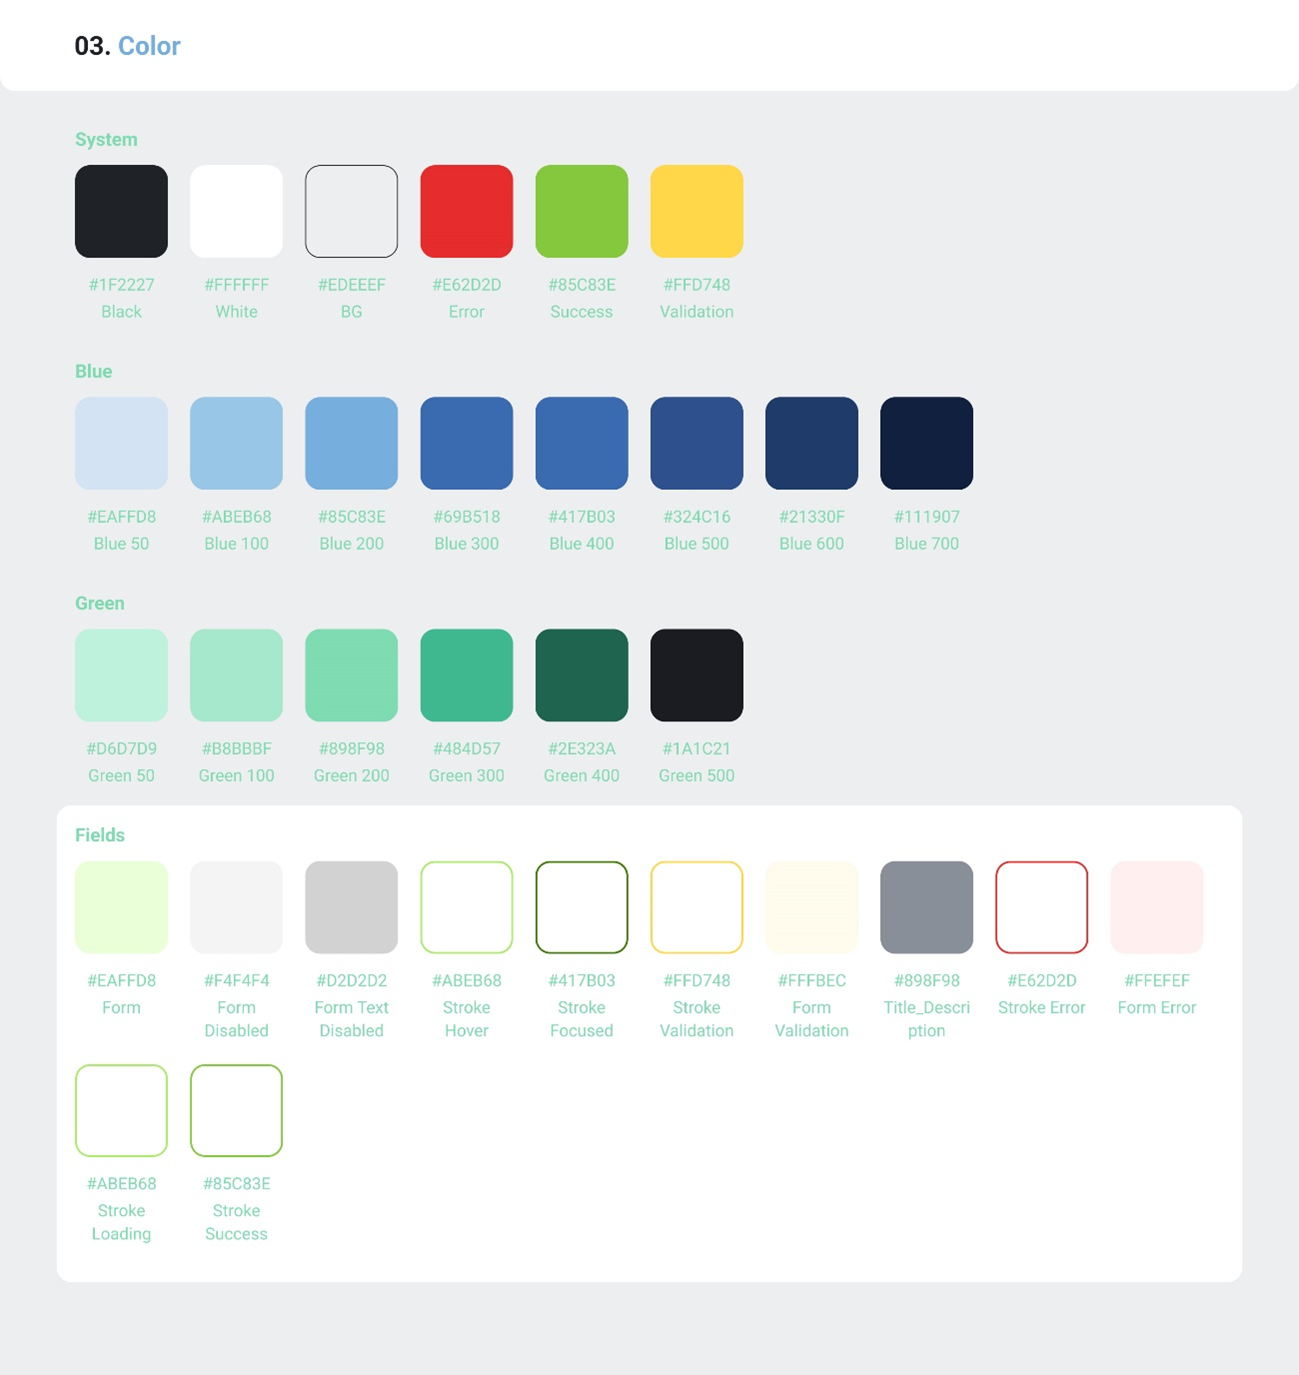 03. Color
System
#1F2227 #FFFFFF #EDEEEF #E62D2D #85C83E #FFD748
Black White BG Error Success Validation
Blue
#EAFFD8 #ABEB68 #85C83E #69B518 #417B03 #324C16 #21330F #111907
Blue 50 Blue 100 Blue 200 Blue 300 Blue 400 Blue 500 Blue 600 Blue 700
Green
#D6D7D9 #B8BBBF #898F98 #484D57 #2E323A #1A1C21
Green 50 Green 100 Green 200 Green 300 Green 400 Green 500
Fields
#EAFFD8 #F4F4F4 #D2D2D2 #ABEB68 #417B03 #FFD748 #FFFBEC #898F98 #E62D2D #FFEFEF
Form Form Form Text Stroke Stroke Stroke Form Title_Descri Stroke Error Form Error
Disabled Disabled Hover Focused Validation Validation ption
#ABEB68 #85C83E
Stroke Stroke
Loading Success